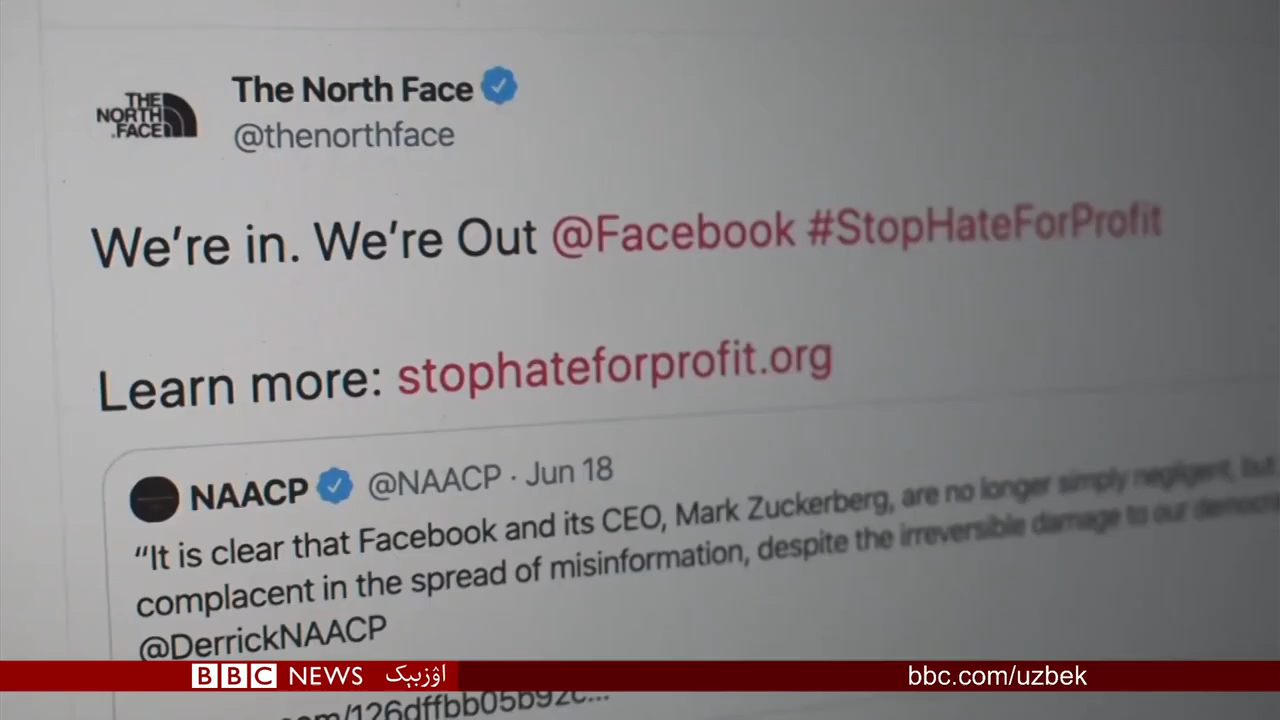 THE
NORTH
FACE
The North Face
@thenorthface
We're in. We're Out @Facebook #StopHateForProfit
Learn more: stophateforprofit.org
NAACP @NAACP · Jun 18
“It is clear that Facebook and its CEO, Mark Zuckerberg, are no longer simply negligent, but
complacent in the spread of misinformation, despite the irreversible damage to our
@DerrickNAACP
BBC NEWS اۉزبېک
bbc.com/uzbek